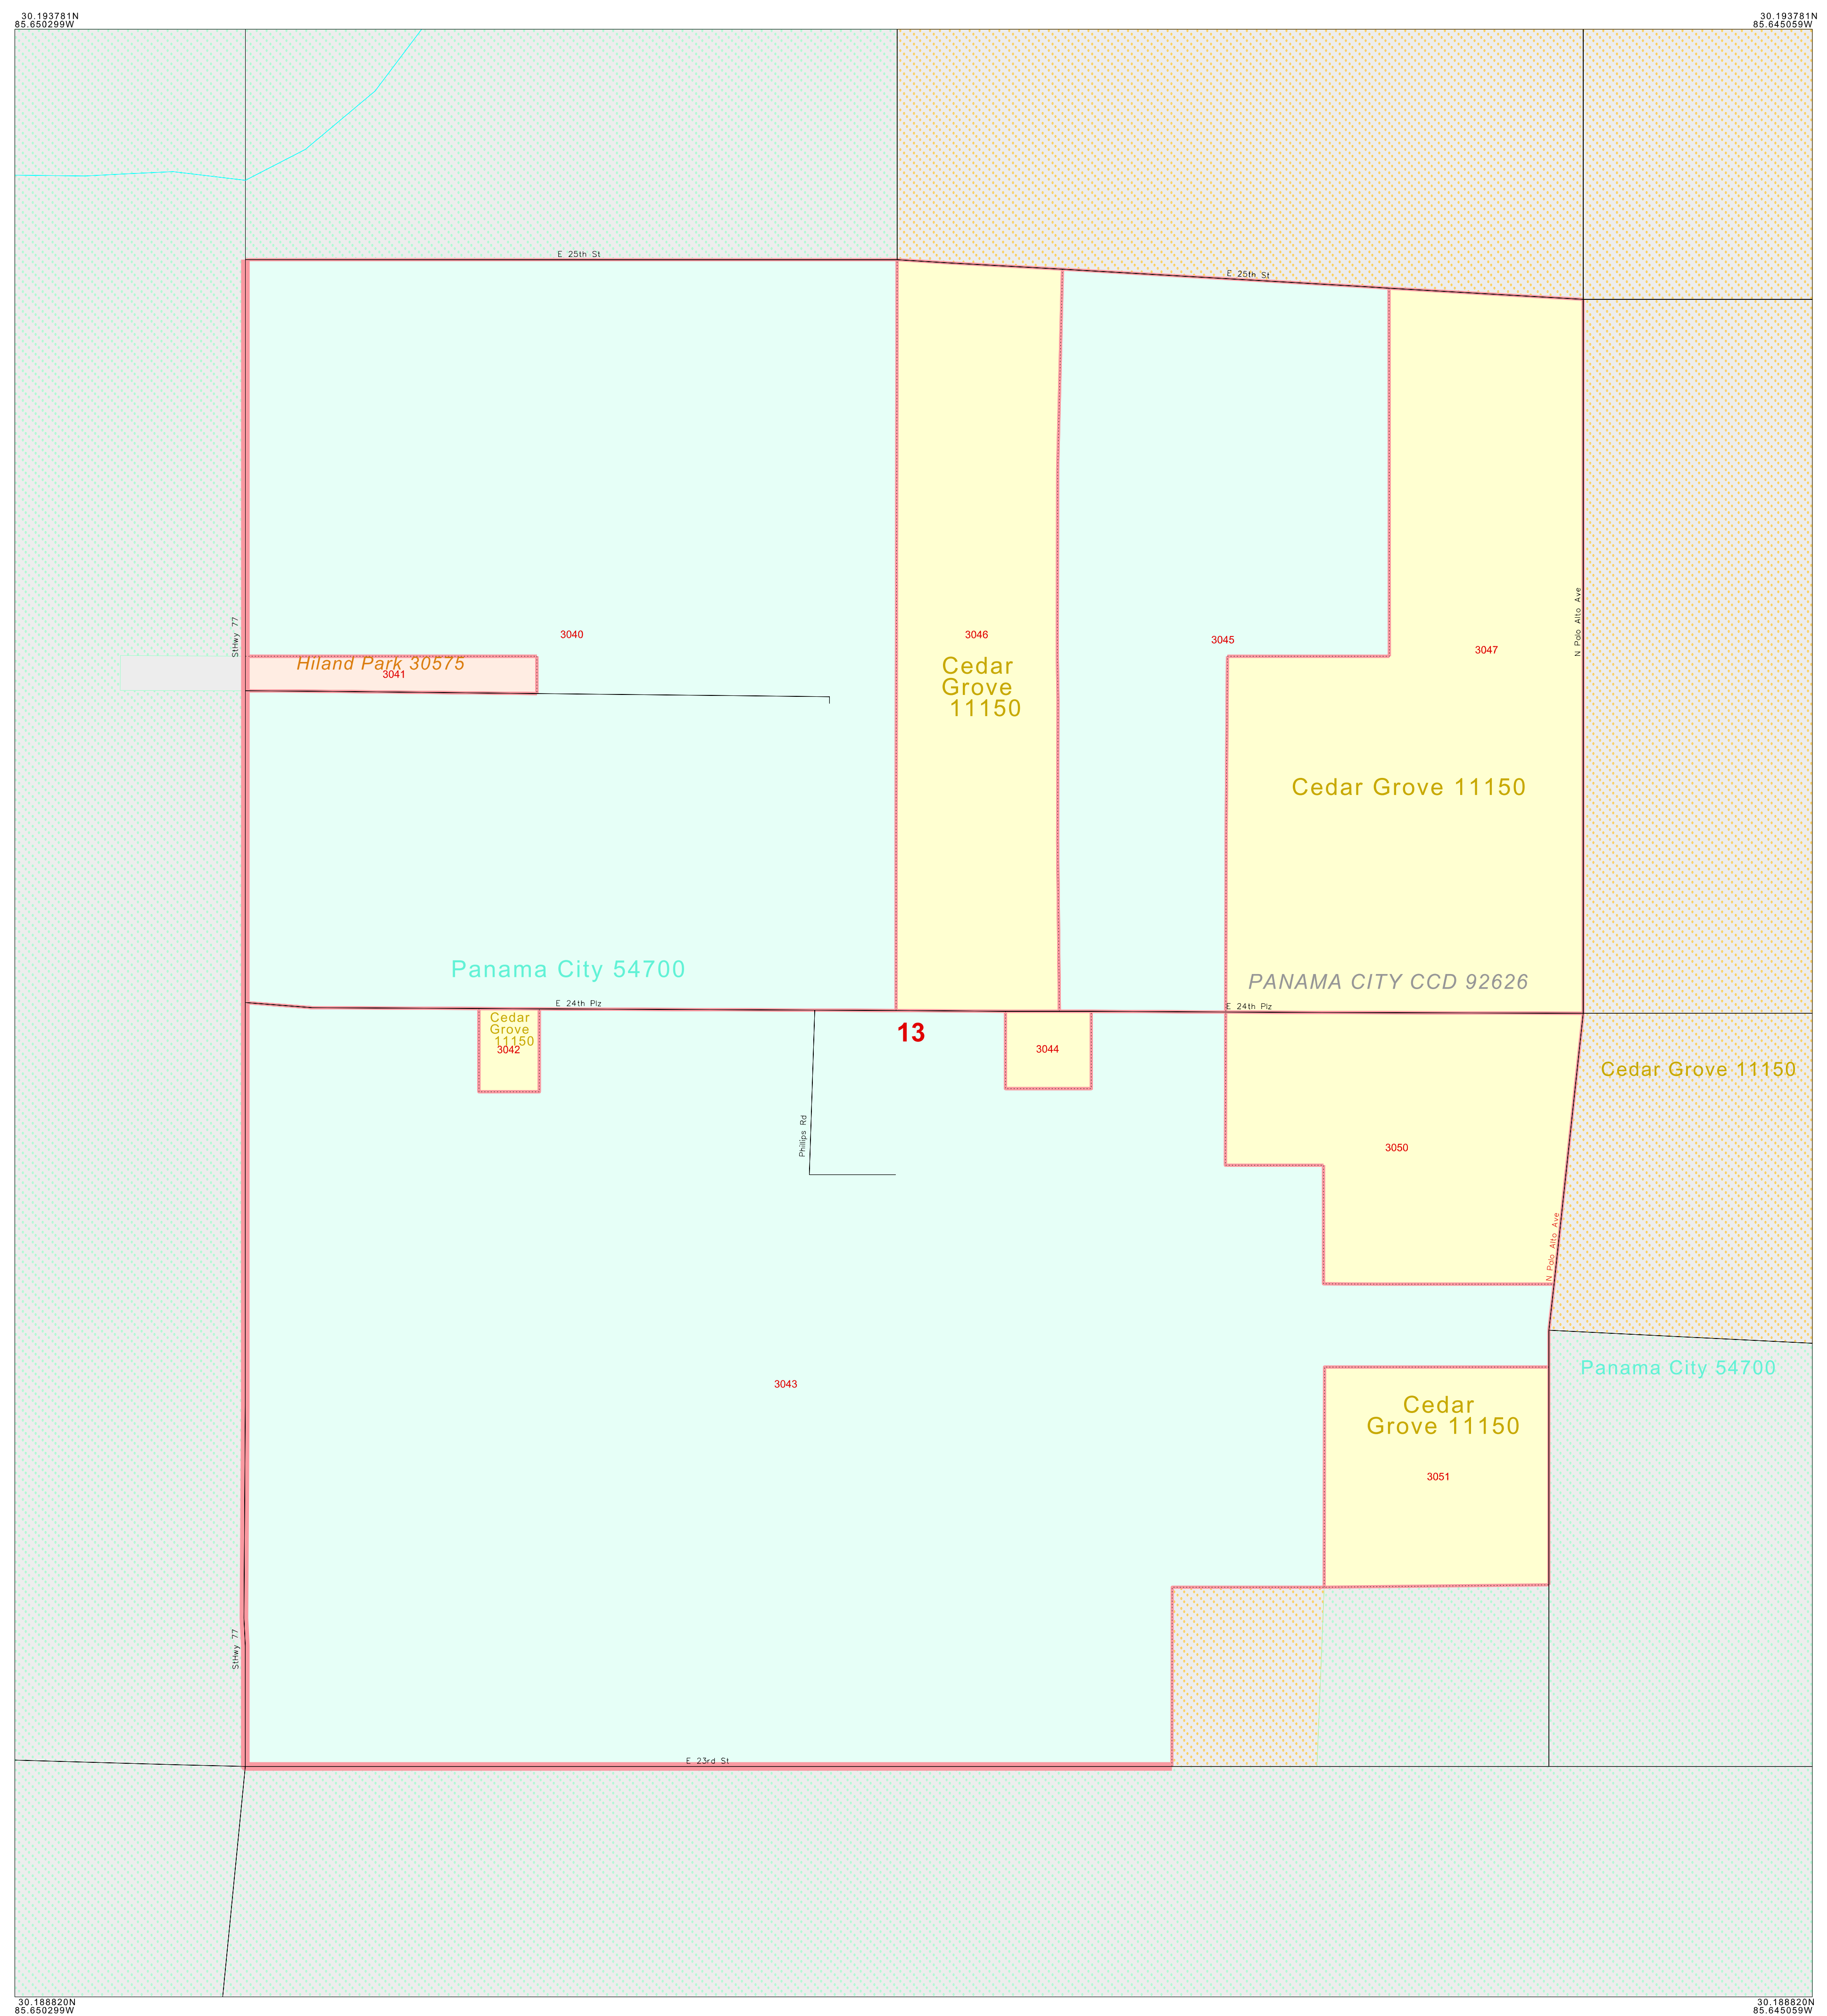 30.193781N
85.650299W
30.193781N
85.645059W
E 25th St
E 25th St
StHwy 77
N Palo Alto Ave
3040
3046
3045
3047
Hiland Park 30575
3041
Cedar
Grove
11150
Cedar Grove 11150
Panama City 54700
PANAMA CITY CCD 92626
E 24th Plz
E 24th Plz
Cedar
Grove
11150
3042
13
3044
Cedar Grove 11150
Phillips Rd
3050
N Palo Alto Ave
Panama City 54700
3043
Cedar
Grove 11150
3051
StHwy 77
E 23rd St
30.188820N
85.650299W
30.188820N
85.645059W